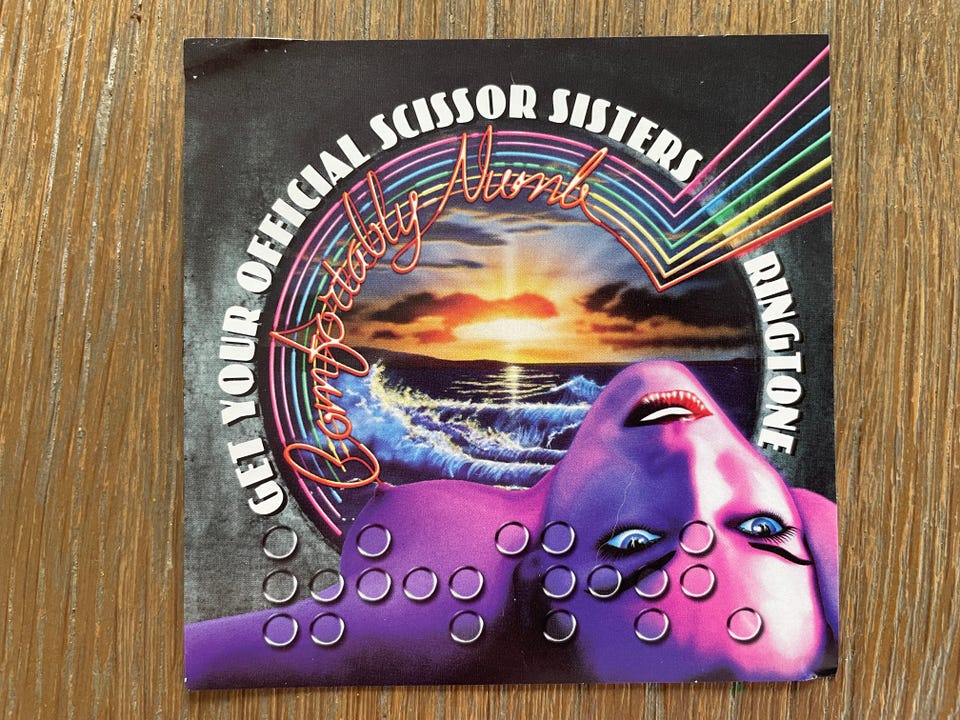 GET YOUR OFFICIAL SCISSOR SISTERS RINGTONE
Comfortably Numb